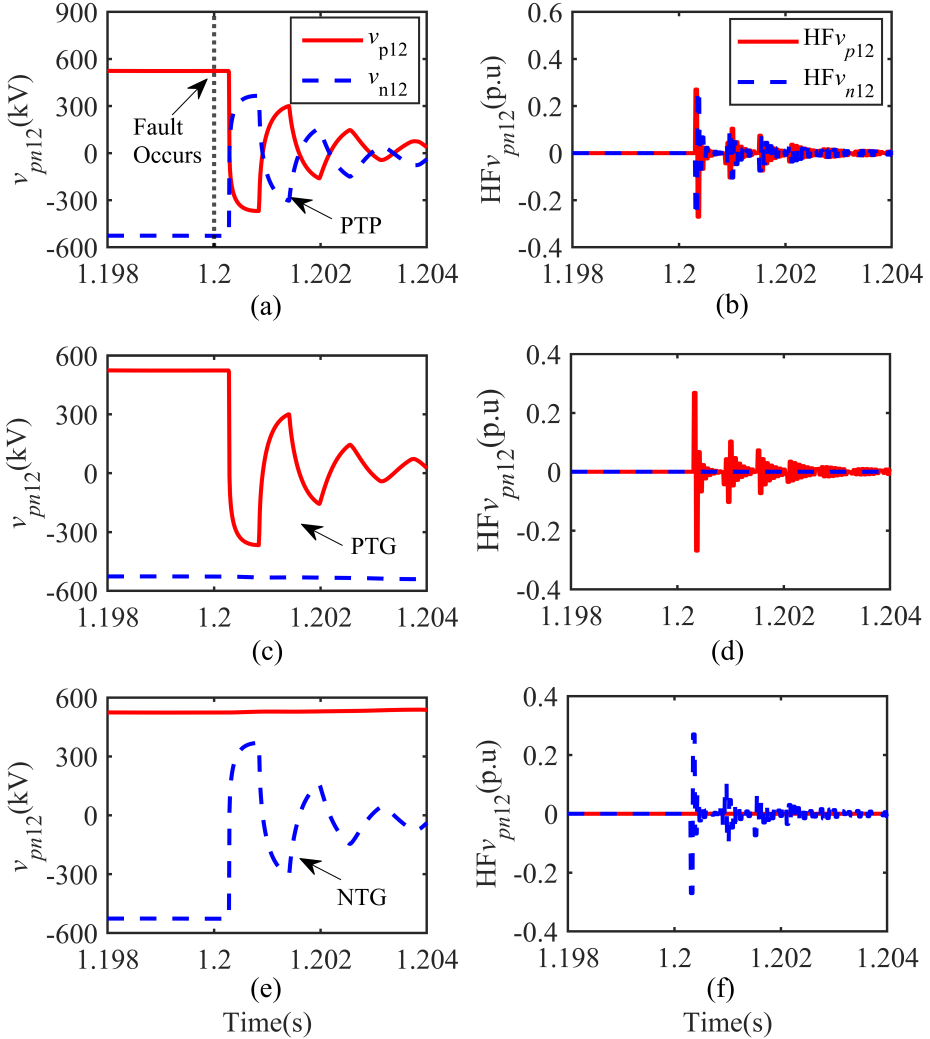 900
600
300
0
-300
-600
v_pn12(kV)
v_p12
v_n12
Fault
Occurs
PTP
1.198
1.2
1.202
1.204
(a)
0.6
0.4
0.2
0
-0.2
-0.4
HFv_pn12(p.u)
HFv_p12
HFv_n12
1.198
1.2
1.202
1.204
(b)
600
300
0
-300
-600
v_pn12(kV)
PTG
1.198
1.2
1.202
1.204
(c)
0.4
0.2
0
-0.2
-0.4
HFv_pn12(p.u)
1.198
1.2
1.202
1.204
(d)
600
300
0
-300
-600
v_pn12(kV)
NTG
1.198
1.2
1.202
1.204
(e)
Time(s)
0.4
0.2
0
-0.2
-0.4
HFv_pn12(p.u)
1.198
1.2
1.202
1.204
(f)
Time(s)